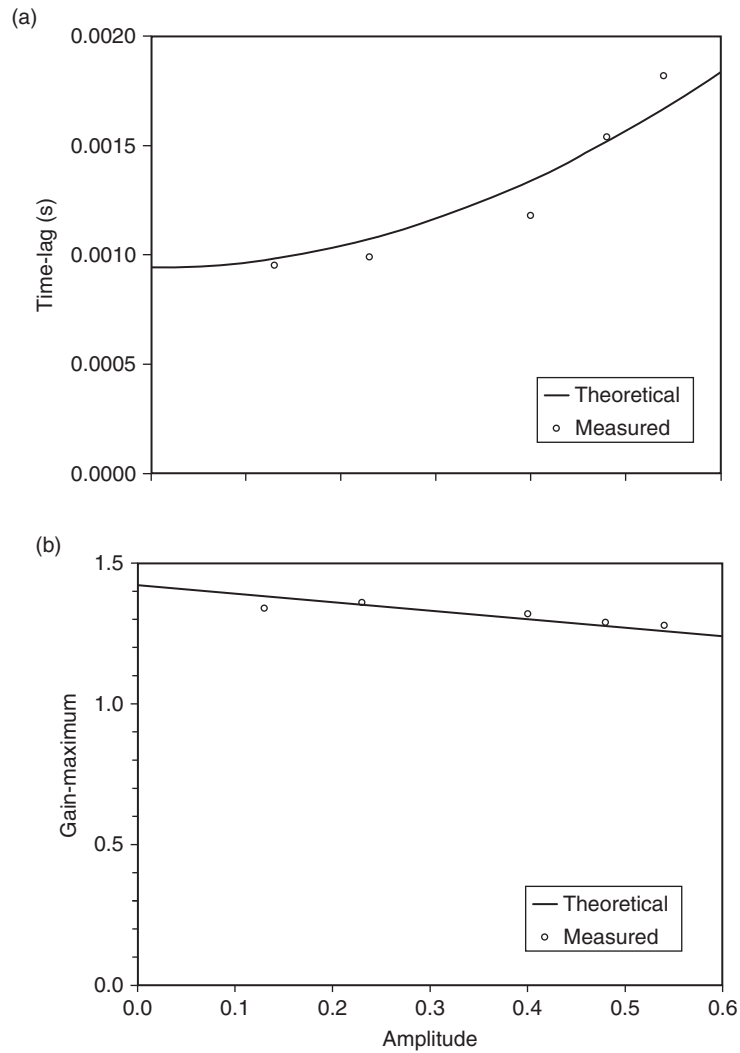 (a)
0.0020
0.0015
0.0010
0.0005
0.0000
Time-lag (s)
Theoretical
Measured
(b)
1.5
1.0
0.5
0.0
Gain-maximum
Theoretical
Measured
0.0 0.1 0.2 0.3 0.4 0.5 0.6
Amplitude